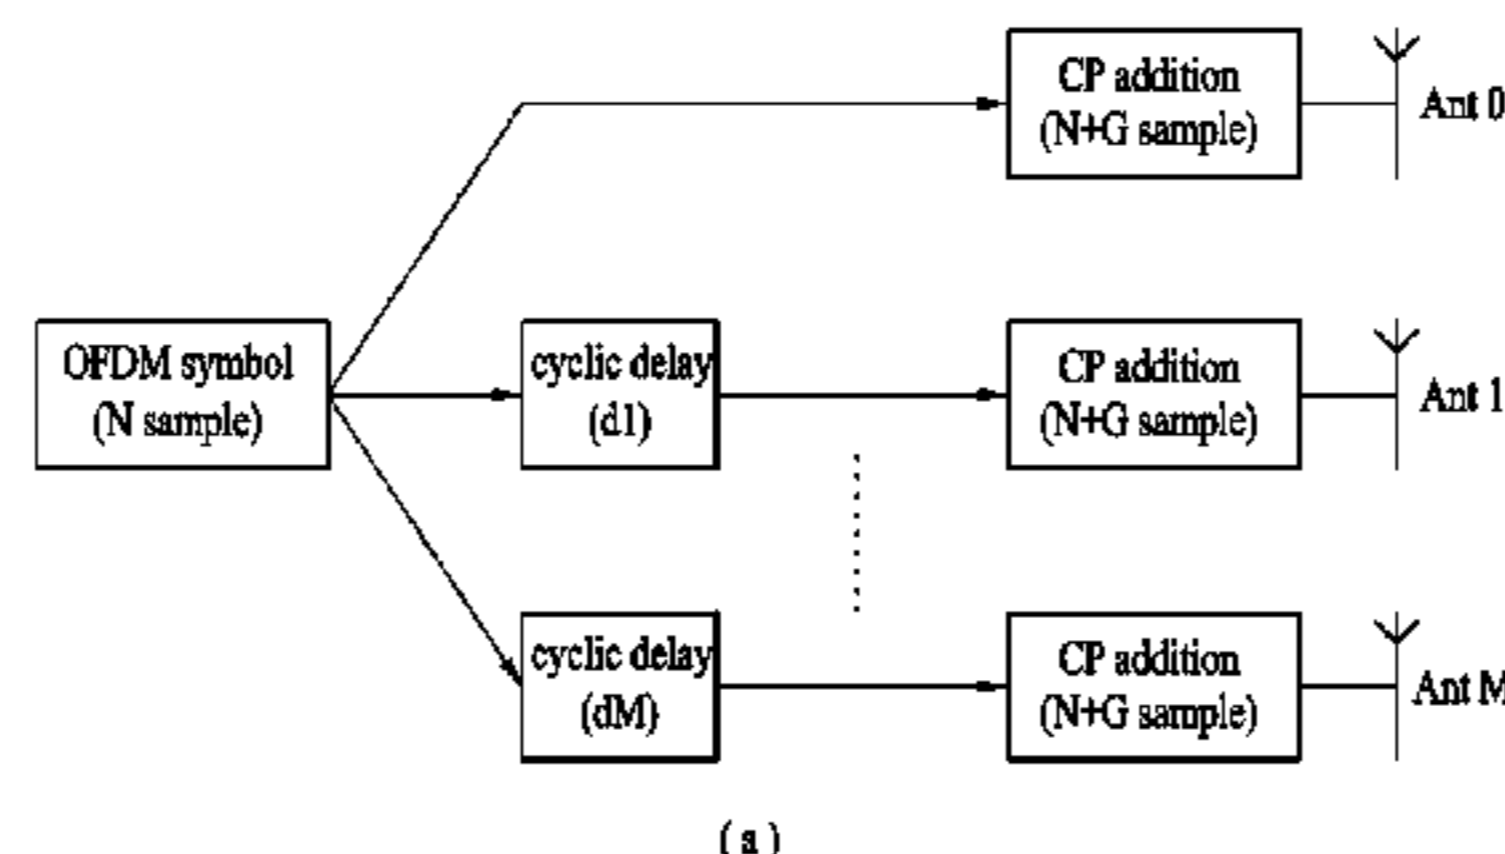 CP addition
(N+G sample)
Ant 0
OFDM symbol
(N sample)
cyclic delay
(d1)
CP addition
(N+G sample)
Ant 1
cyclic delay
(dM)
CP addition
(N+G sample)
Ant M
( a )